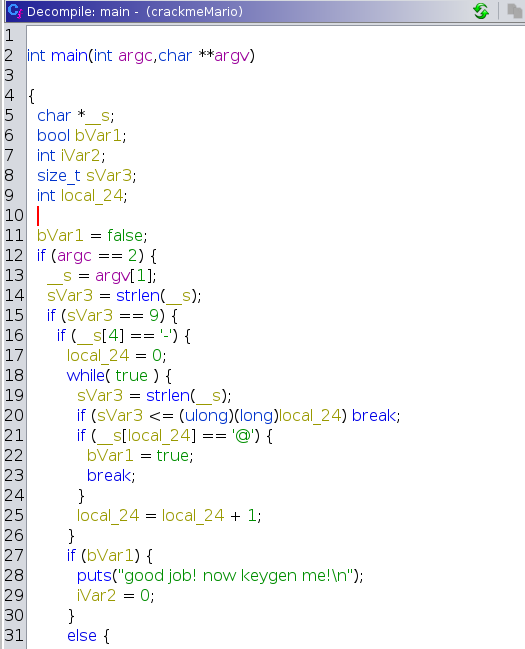 Decompile: main - (crackmeMario)
1
2 int main(int argc,char **argv)
3
4 {
5 char *__s;
6 bool bVar1;
7 int iVar2;
8 size_t sVar3;
9 int local_24;
10
11 bVar1 = false;
12 if (argc == 2) {
13 __s = argv[1];
14 sVar3 = strlen(__s);
15 if (sVar3 == 9) {
16 if (__s[4] == '-') {
17 local_24 = 0;
18 while( true ) {
19 sVar3 = strlen(__s);
20 if (sVar3 <= (ulong)(long)local_24) break;
21 if (__s[local_24] == '@') {
22 bVar1 = true;
23 break;
24 }
25 local_24 = local_24 + 1;
26 }
27 if (bVar1) {
28 puts("good job! now keygen me!\n");
29 iVar2 = 0;
30 }
31 else {